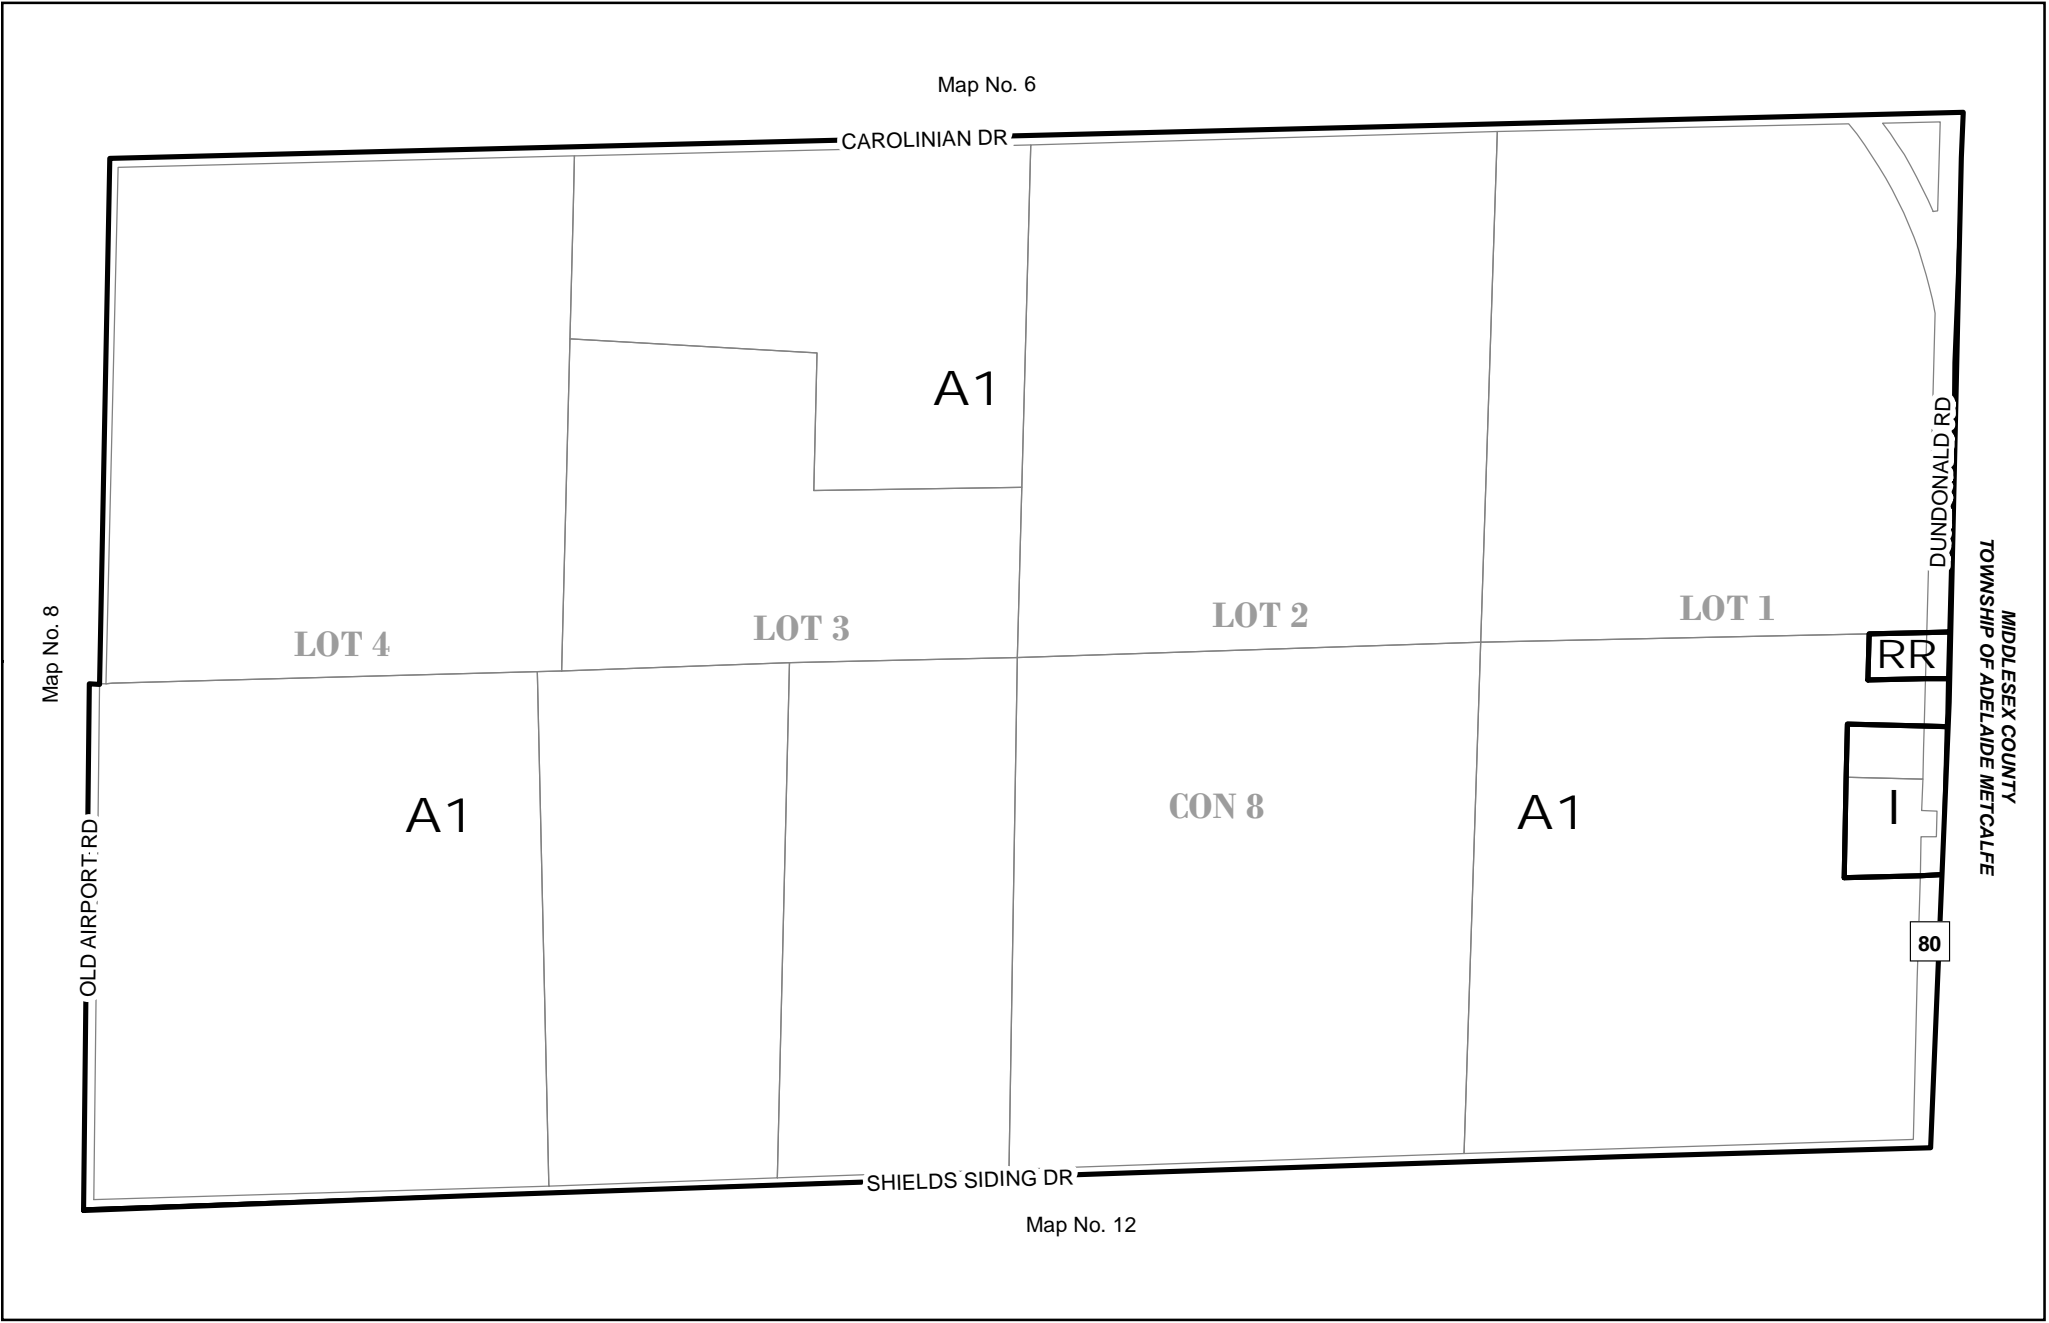 Map No. 6
CAROLINIAN DR
A1
DUNDONALD RD
LOT 4
LOT 3
LOT 2
LOT 1
RR
Map No. 8
MIDDLESEX COUNTY
TOWNSHIP OF ADELAIDE METCALFE
A1
CON 8
A1
I
OLD AIRPORT RD
80
SHIELDS SIDING DR
Map No. 12